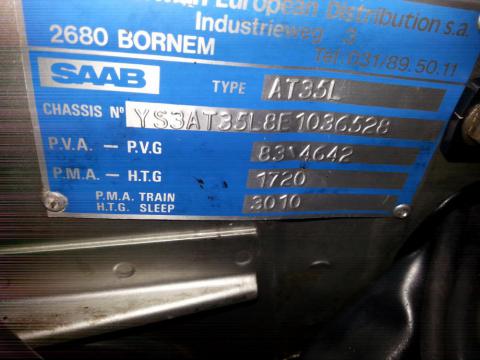 European Distribution s.a.
Industrieweg 3
2680 BORNEM
Tel. 031/89.50.11
SAAB TYPE AT35L
CHASSIS Nº YS3AT35L8E1036528
P.V.A. – P.V.G 8314642
P.M.A. – H.T.G 1720
P.M.A. TRAIN
H.T.G. SLEEP 3010